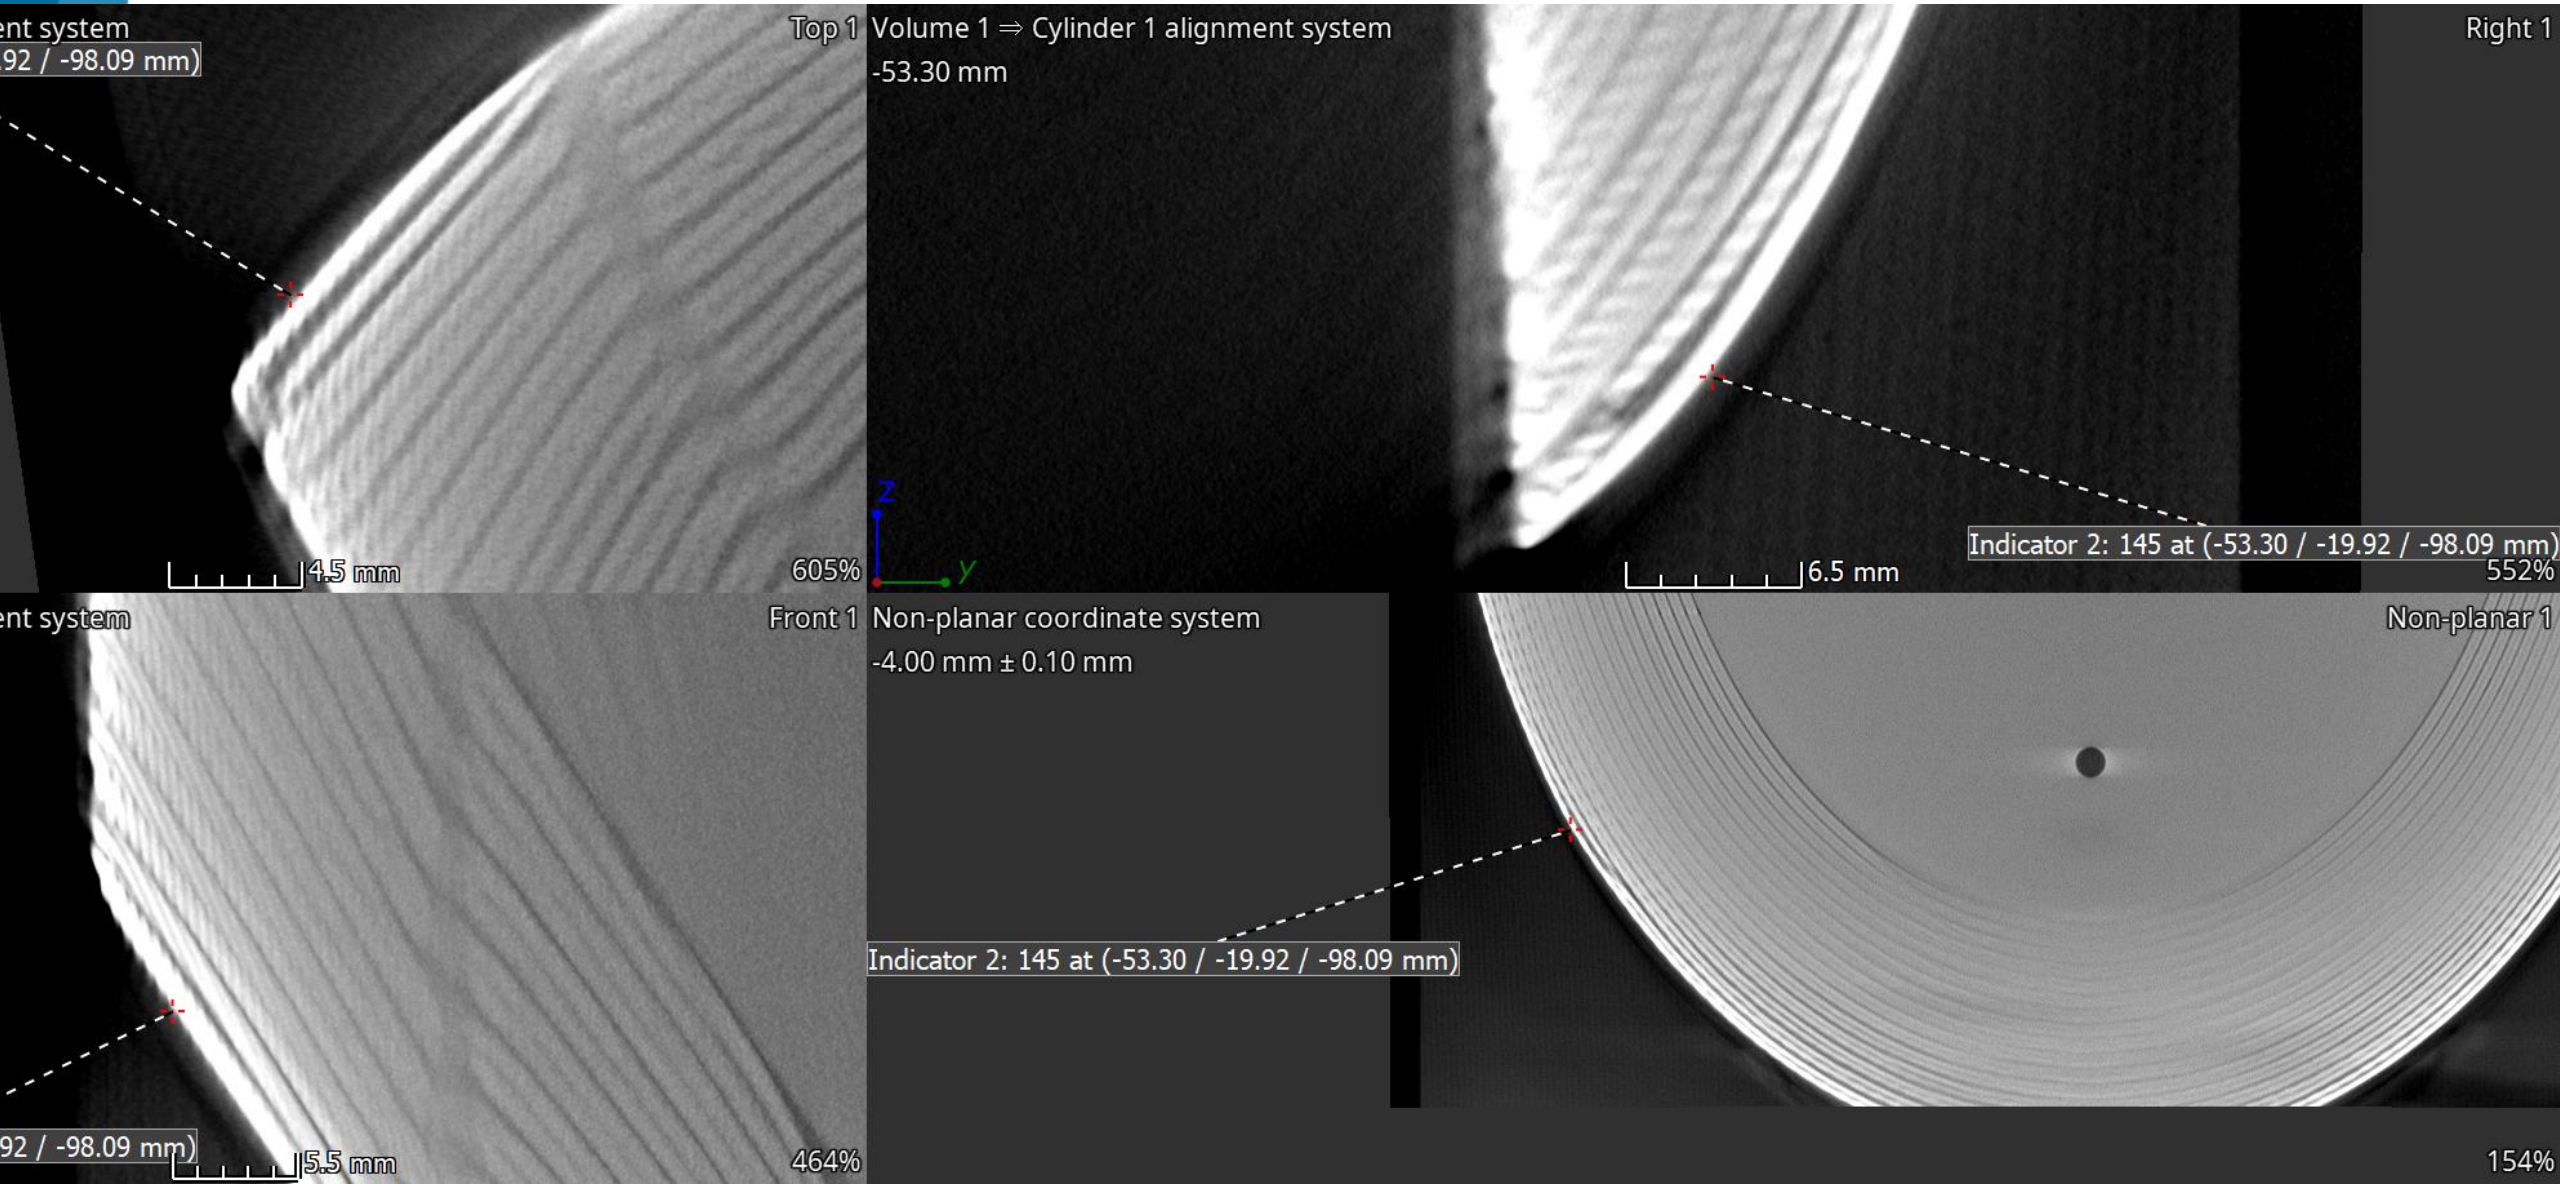 ent system
.92 / -98.09 mm)
Top 1
4.5 mm
605%
Volume 1 ⇒ Cylinder 1 alignment system
-53.30 mm
Right 1
z
y
Indicator 2: 145 at (-53.30 / -19.92 / -98.09 mm)
6.5 mm
552%
ent system
Front 1
92 / -98.09 mm)
5.5 mm
464%
Non-planar coordinate system
-4.00 mm ± 0.10 mm
Non-planar 1
Indicator 2: 145 at (-53.30 / -19.92 / -98.09 mm)
154%